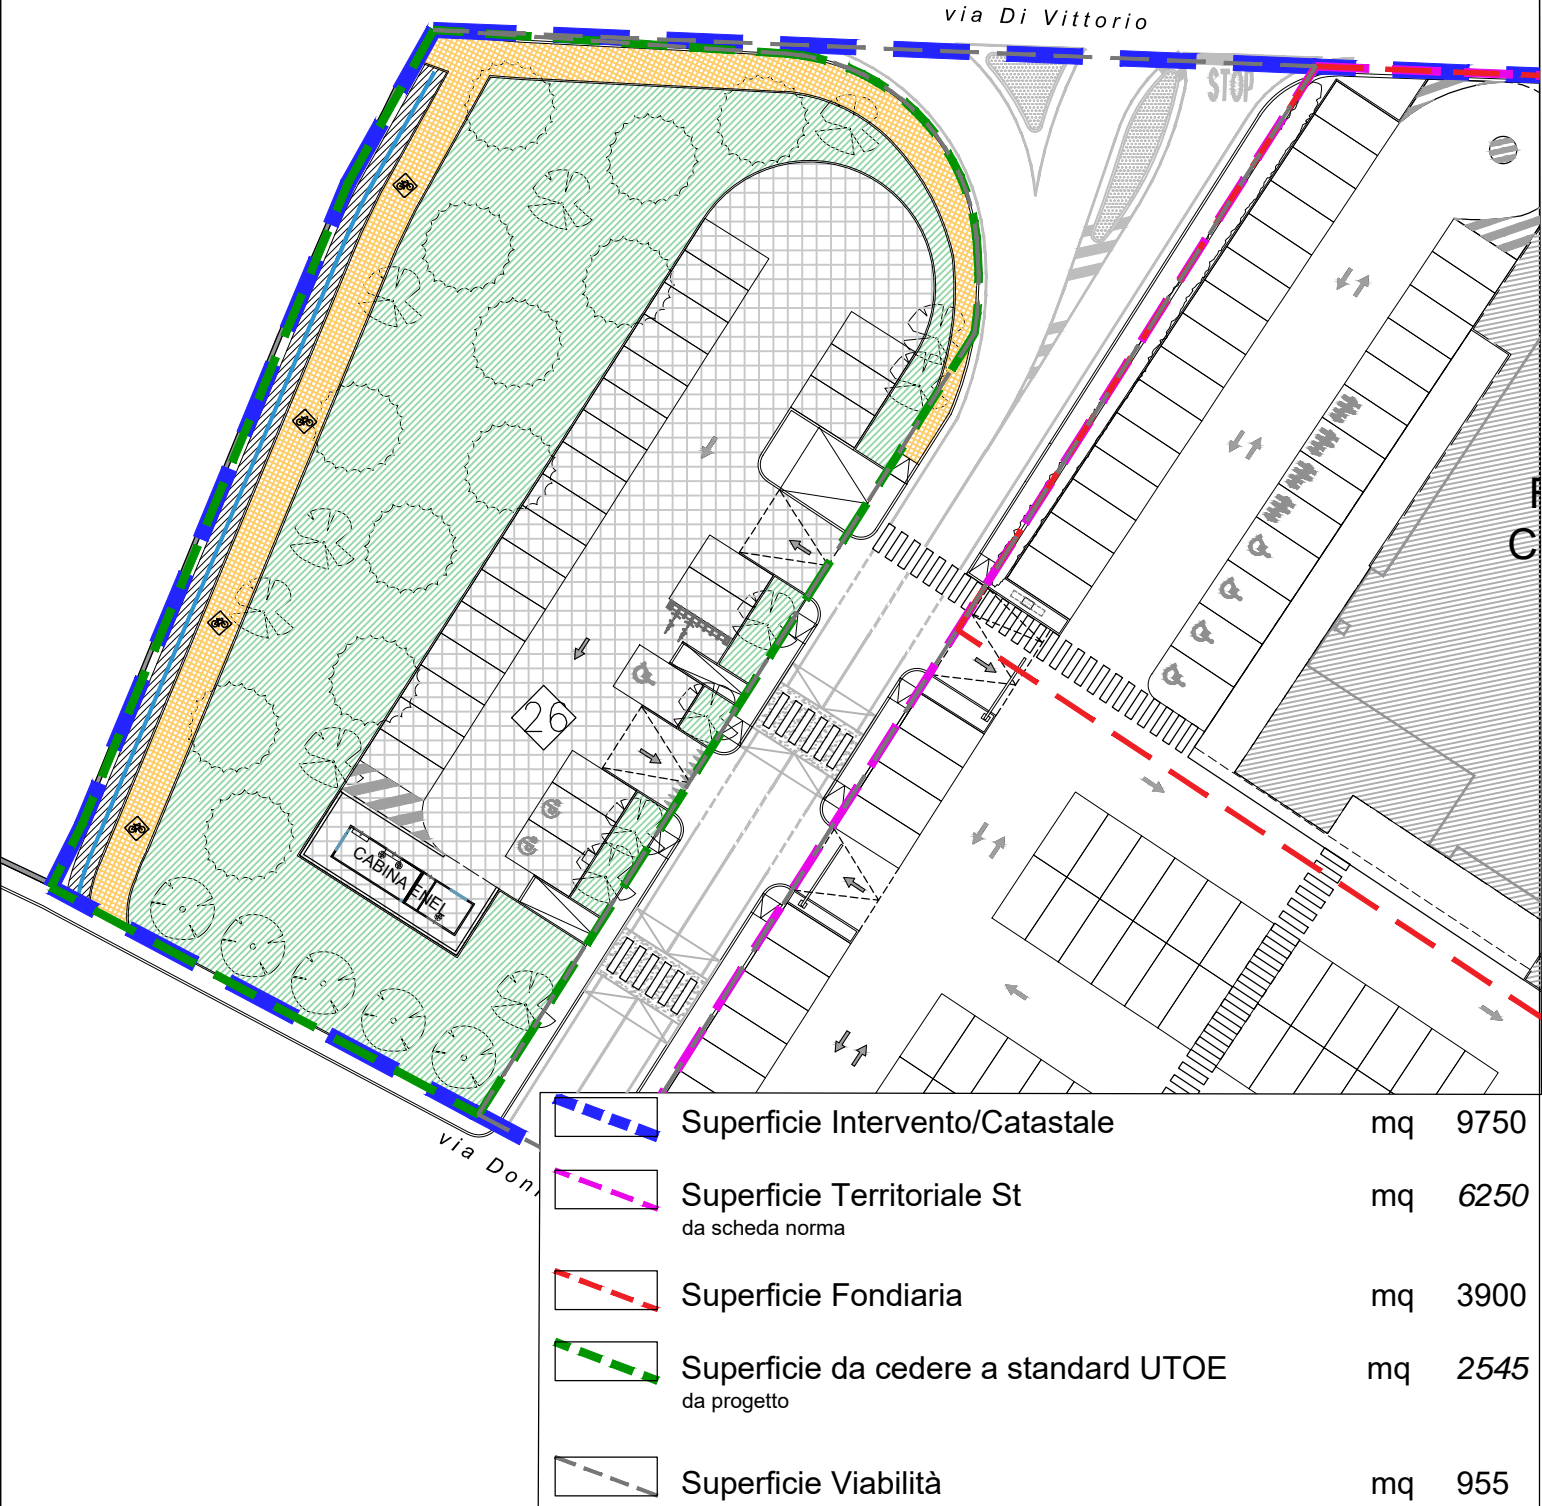 via Di Vittorio
STOP
26
CABINA ENEL
C
via Don
Superficie Intervento/Catastale mq 9750
Superficie Territoriale St mq 6250
da scheda norma
Superficie Fondiaria mq 3900
Superficie da cedere a standard UTOE mq 2545
da progetto
Superficie Viabilità mq 955